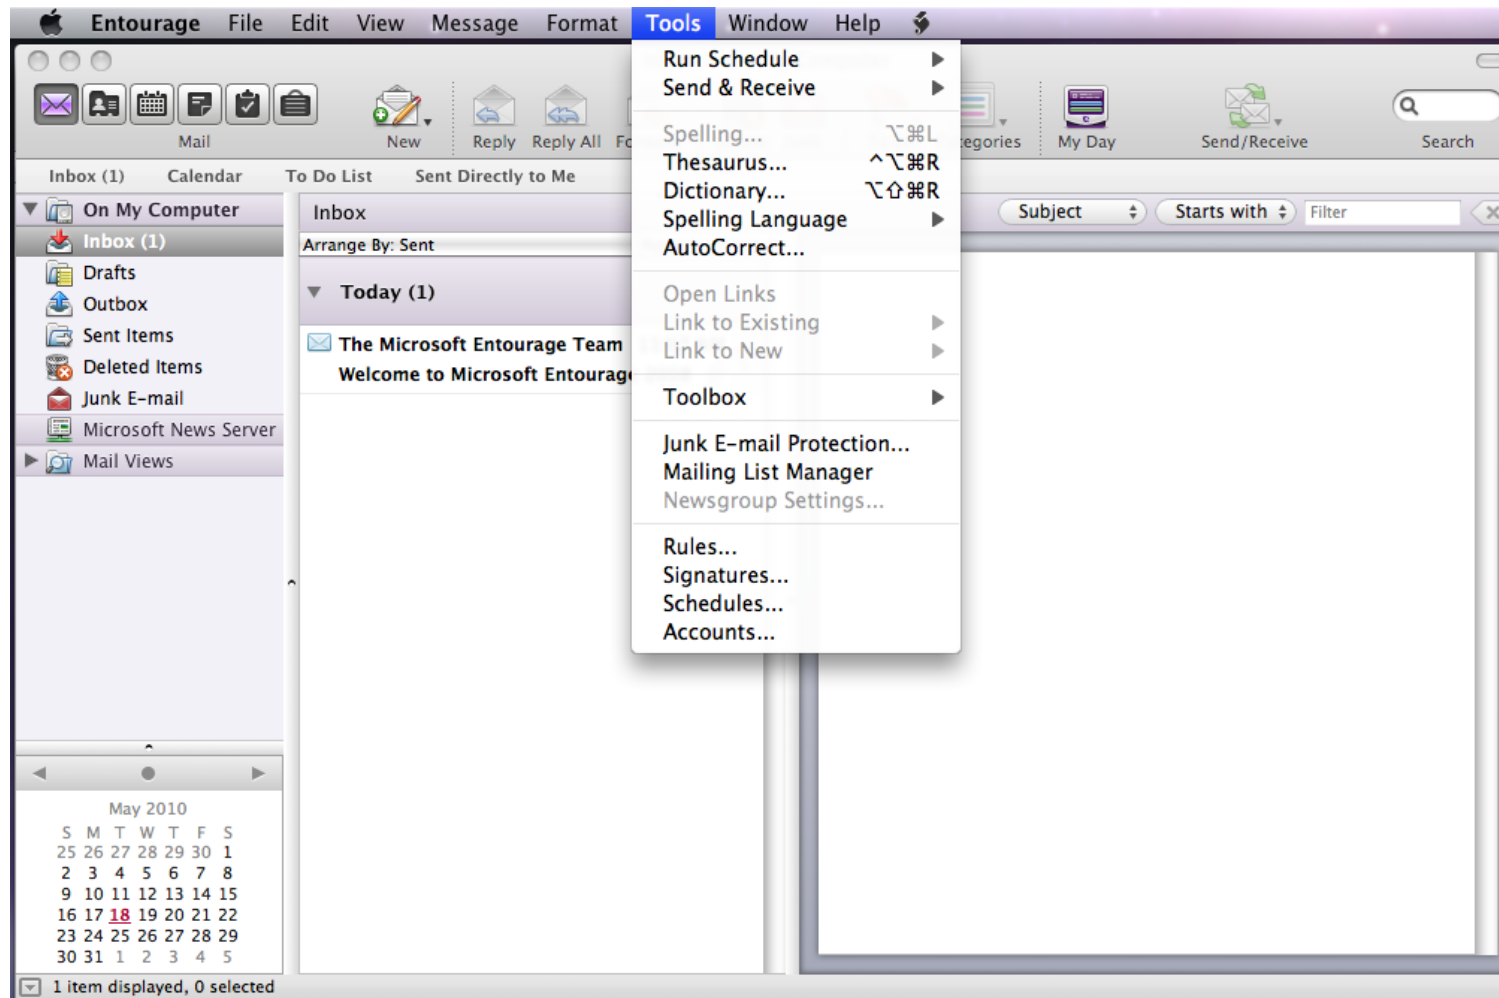 Entourage File Edit View Message Format Tools Window Help
Mail New Reply Reply All My Day Send/Receive Search
Inbox (1) Calendar To Do List Sent Directly to Me
On My Computer
Inbox (1)
Drafts
Outbox
Sent Items
Deleted Items
Junk E-mail
Microsoft News Server
Mail Views
Inbox
Arrange By: Sent
Today (1)
The Microsoft Entourage Team
Welcome to Microsoft Entourage
Run Schedule
Send & Receive
Spelling... ⌥⌘L
Thesaurus... ^⌥⌘R
Dictionary... ⌥⇧⌘R
Spelling Language
AutoCorrect...
Open Links
Link to Existing
Link to New
Toolbox
Junk E-mail Protection...
Mailing List Manager
Newsgroup Settings...
Rules...
Signatures...
Schedules...
Accounts...
Subject Starts with Filter
May 2010
S M T W T F S
25 26 27 28 29 30 1
2 3 4 5 6 7 8
9 10 11 12 13 14 15
16 17 18 19 20 21 22
23 24 25 26 27 28 29
30 31 1 2 3 4 5
1 item displayed, 0 selected